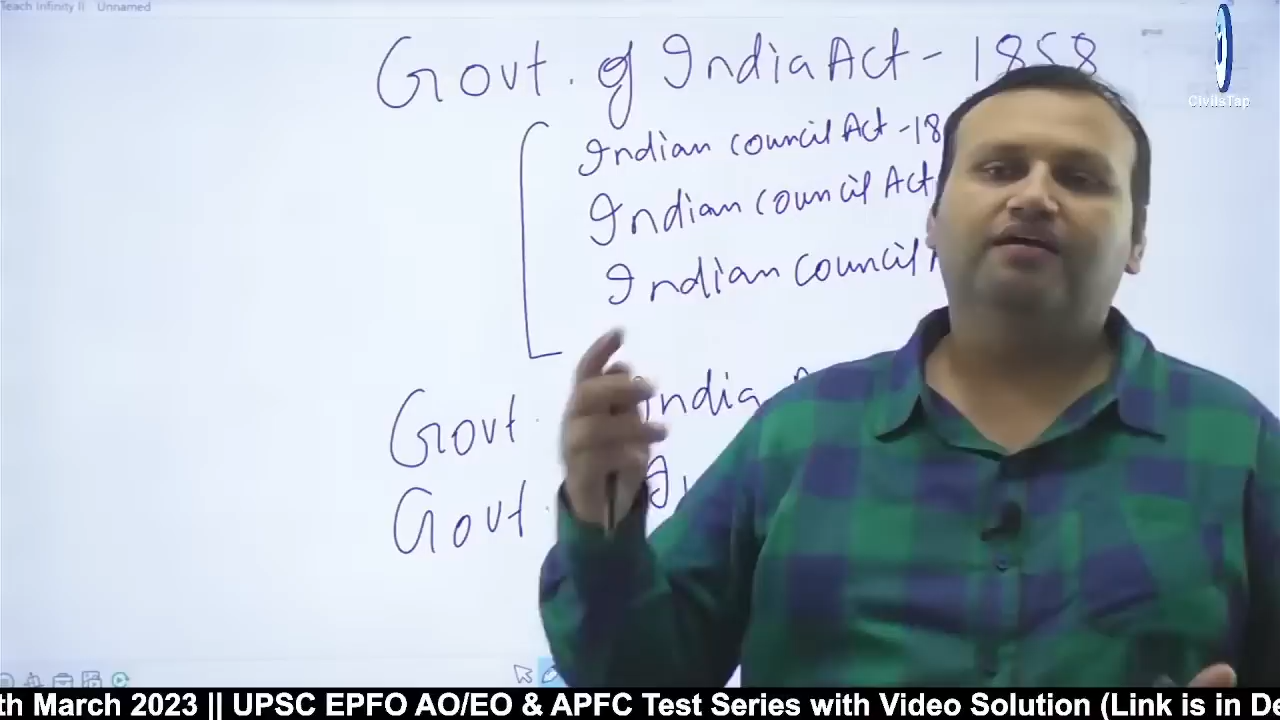 Teach Infinity II Unnamed
Govt. of India Act - 1858
CivilsTap
Indian council Act -18
Indian council Act
Indian council
Govt. India
Govt.
th March 2023 || UPSC EPFO AO/EO & APFC Test Series with Video Solution (Link is in De